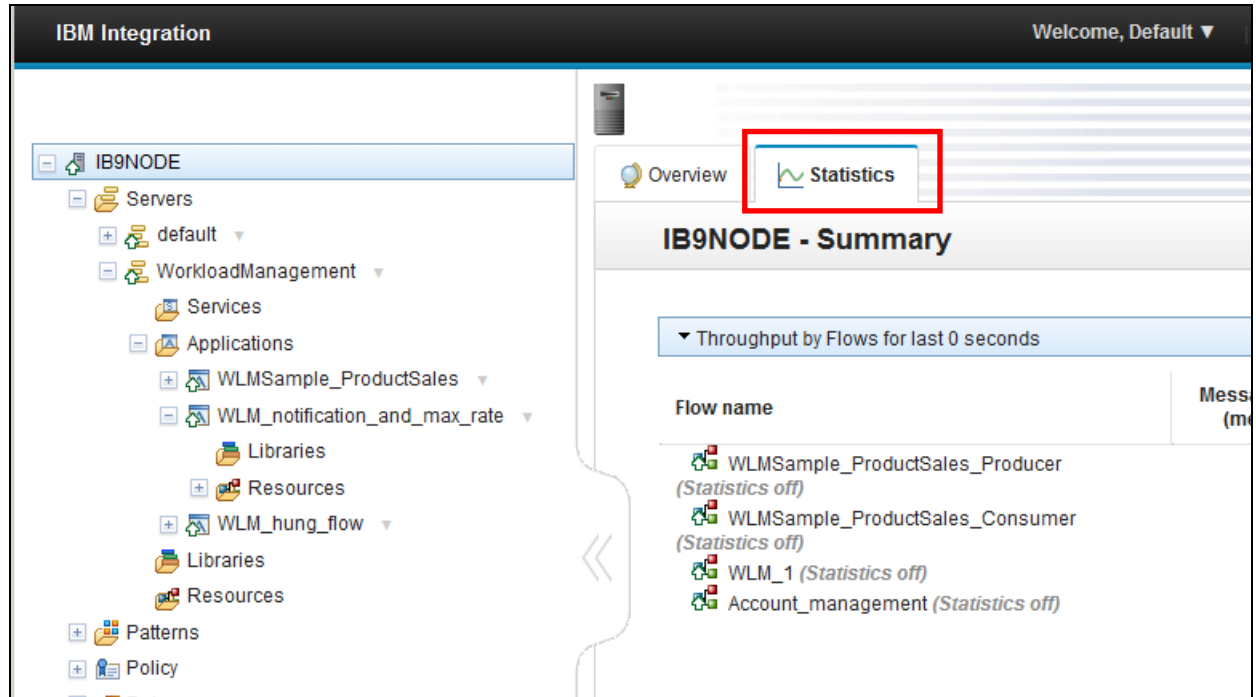 IBM Integration
Welcome, Default ▼
IB9NODE
Servers
default
WorkloadManagement
Services
Applications
WLMSample_ProductSales
WLM_notification_and_max_rate
Libraries
Resources
WLM_hung_flow
Libraries
Resources
Patterns
Policy
Overview
Statistics
IB9NODE - Summary
Throughput by Flows for last 0 seconds
Flow name
WLMSample_ProductSales_Producer
(Statistics off)
WLMSample_ProductSales_Consumer
(Statistics off)
WLM_1 (Statistics off)
Account_management (Statistics off)